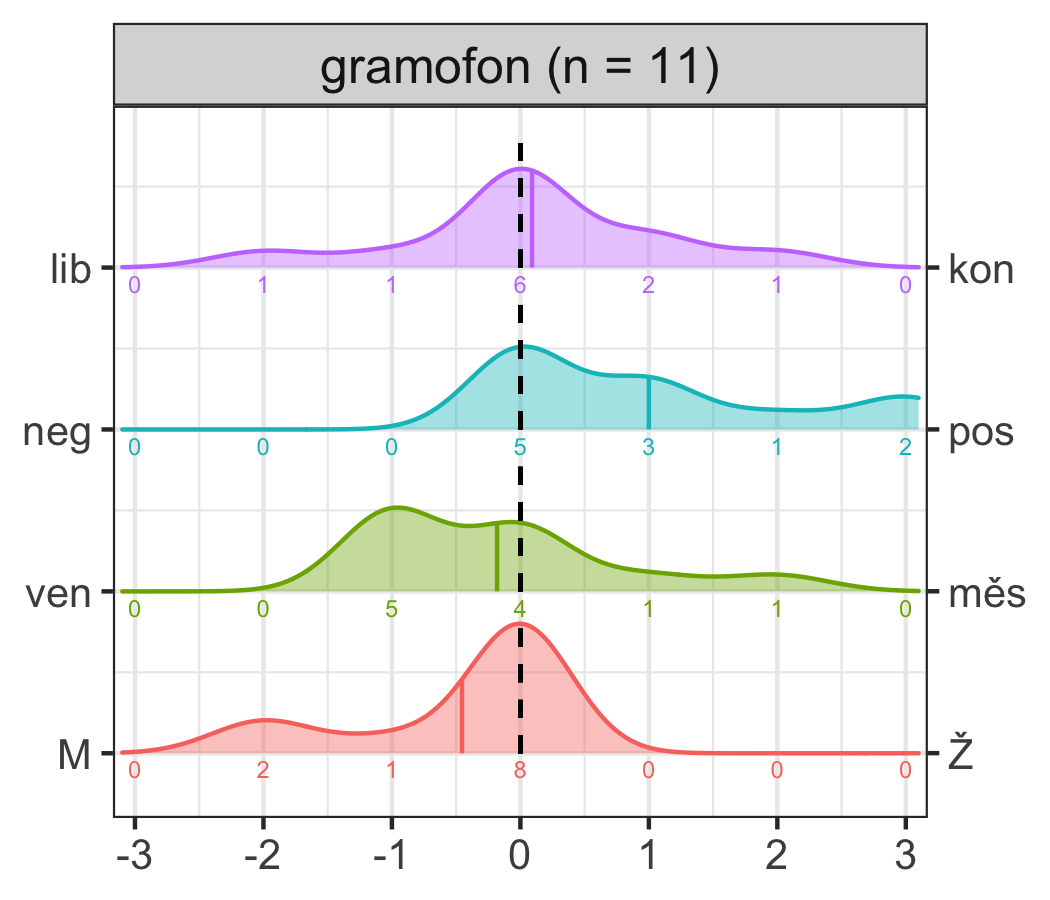 gramofon (n = 11)
lib kon
0 1 1 6 2 1 0
neg pos
0 0 0 5 3 1 2
ven měs
0 0 5 4 1 1 0
M Ž
0 2 1 8 0 0 0
-3 -2 -1 0 1 2 3